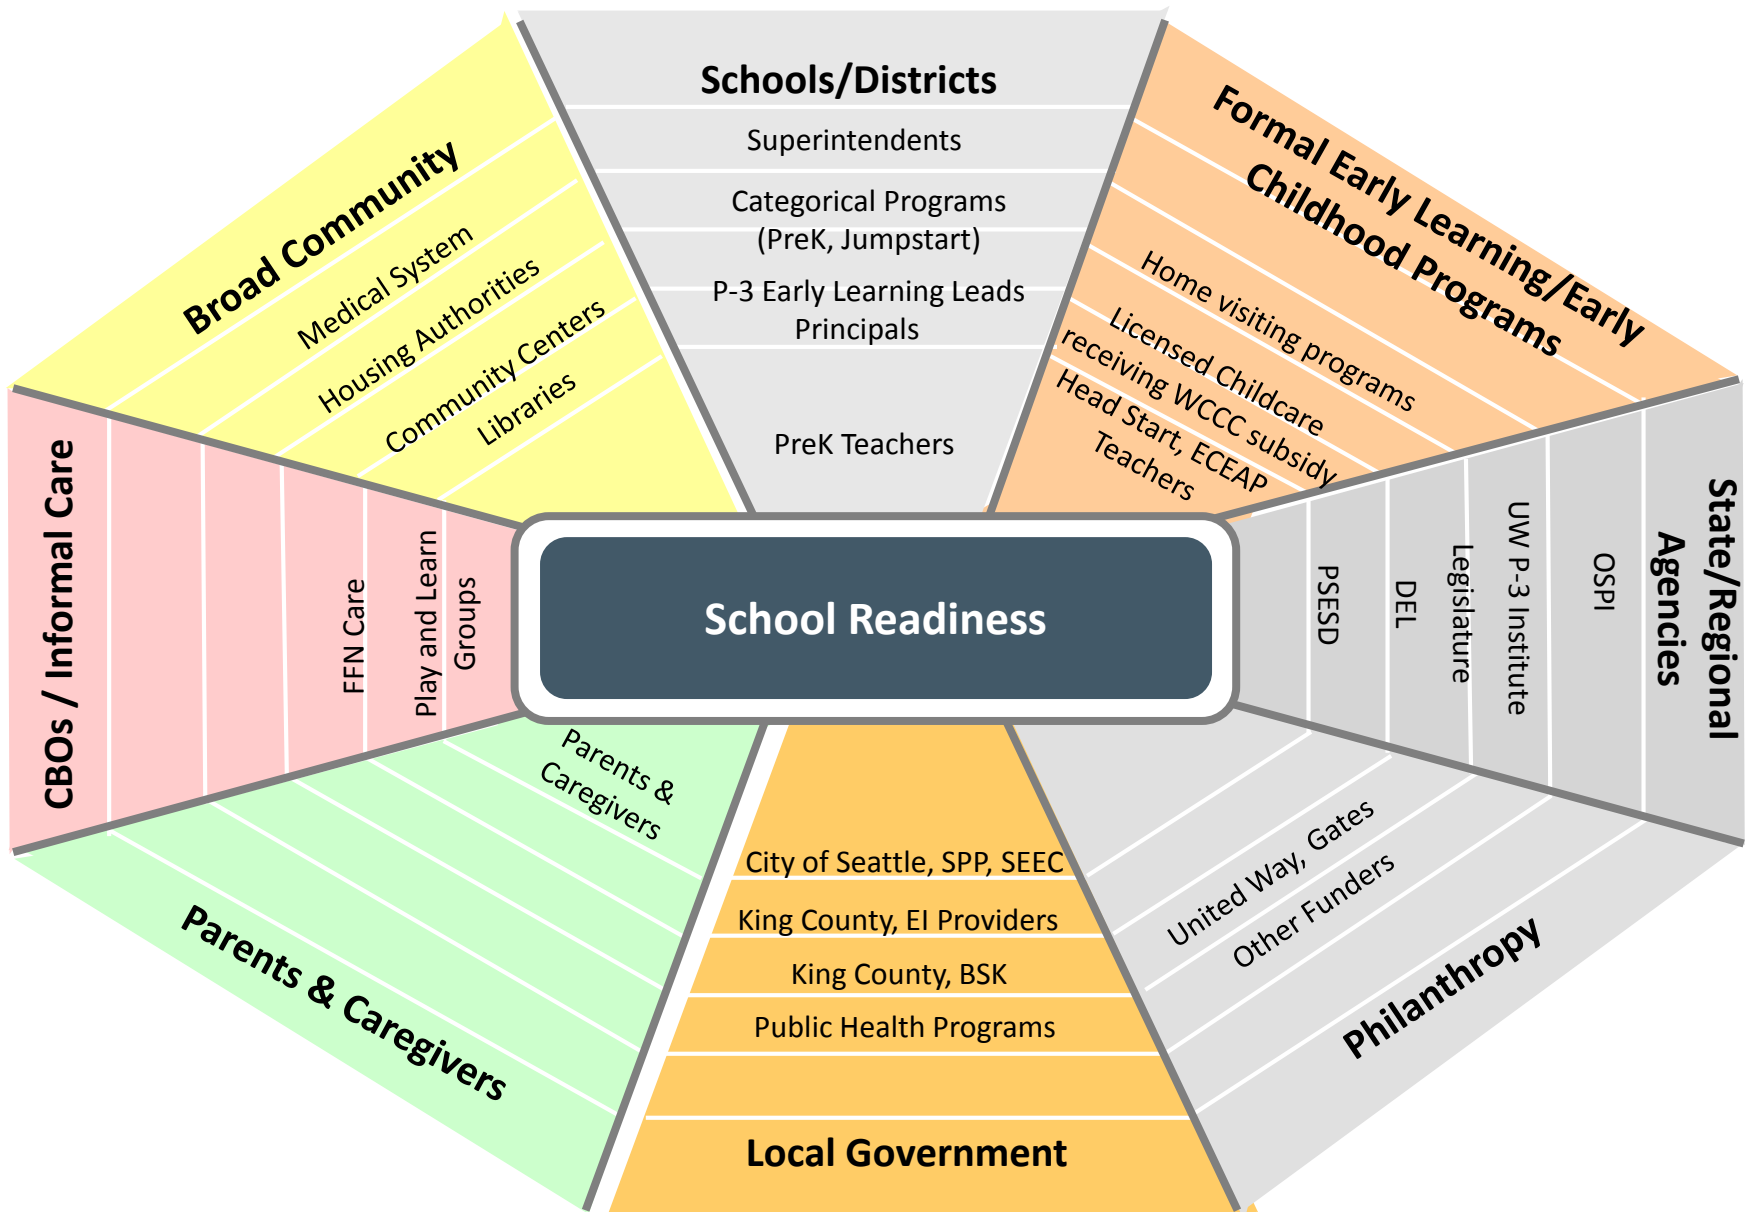 Schools/Districts
Superintendents
Categorical Programs
(PreK, Jumpstart)
P-3 Early Learning Leads
Principals
PreK Teachers
Formal Early Learning/Early
Childhood Programs
Home visiting programs
Licensed Childcare
receiving WCCC subsidy
Head Start, ECEAP
Teachers
State/Regional
Agencies
OSPI
UW P-3 Institute
Legislature
DEL
PSESD
Philanthropy
Other Funders
United Way, Gates
City of Seattle, SPP, SEEC
King County, EI Providers
King County, BSK
Public Health Programs
Local Government
Parents &
Caregivers
Parents & Caregivers
CBOs / Informal Care
FFN Care
Play and Learn
Groups
Broad Community
Medical System
Housing Authorities
Community Centers
Libraries
School Readiness